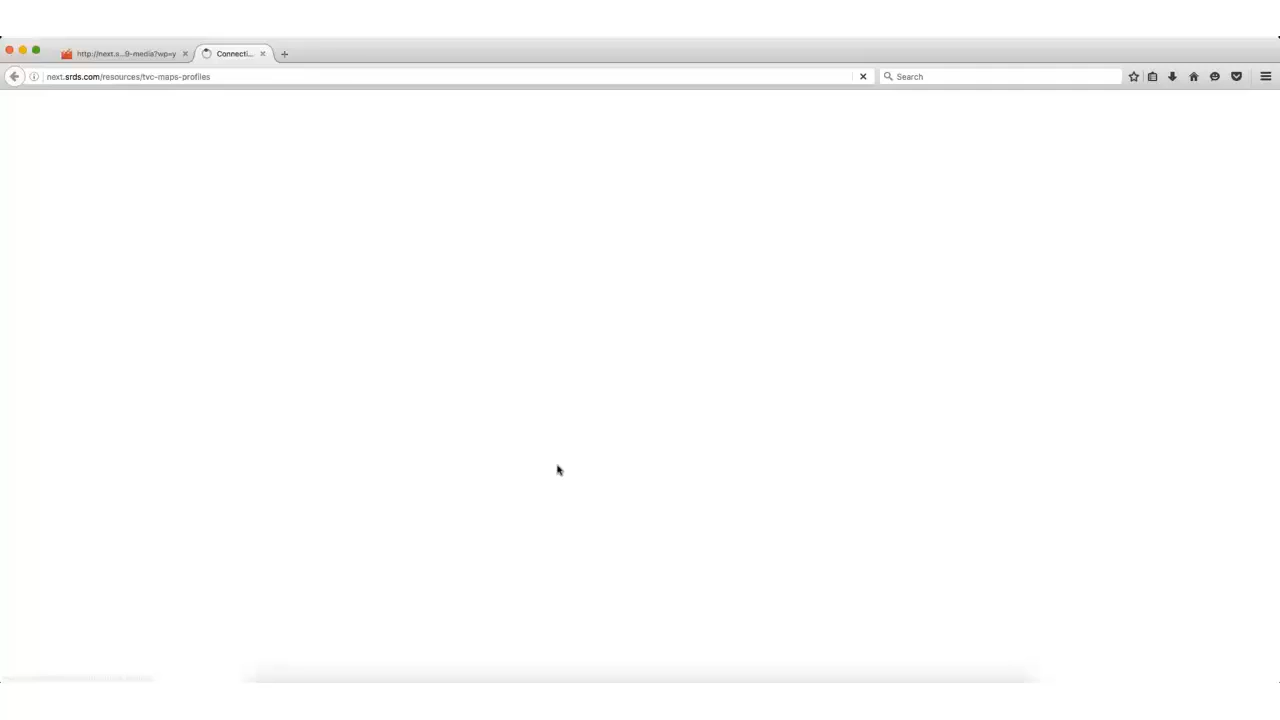 http://next.s...9-media?wp=y
Connecti...
next.srds.com/resources/tvc-maps-profiles
Search